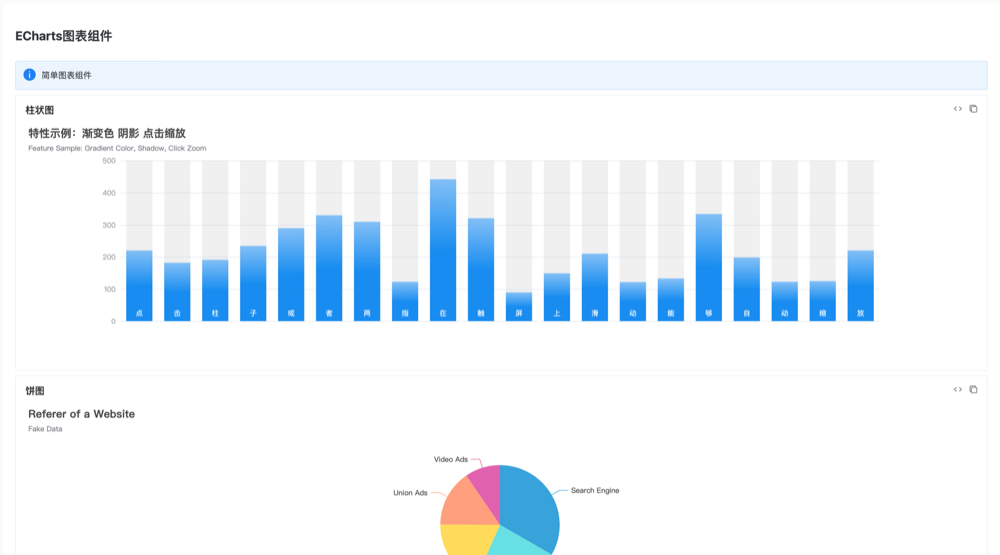 ECharts图表组件
简单图表组件
柱状图
特性示例：渐变色 阴影 点击缩放
Feature Sample: Gradient Color, Shadow, Click Zoom
500
400
300
200
100
0
点 击 柱 子 或 者 两 指 在 触 屏 上 滑 动 能 够 自 动 缩 放
饼图
Referer of a Website
Fake Data
Video Ads
Union Ads
Search Engine